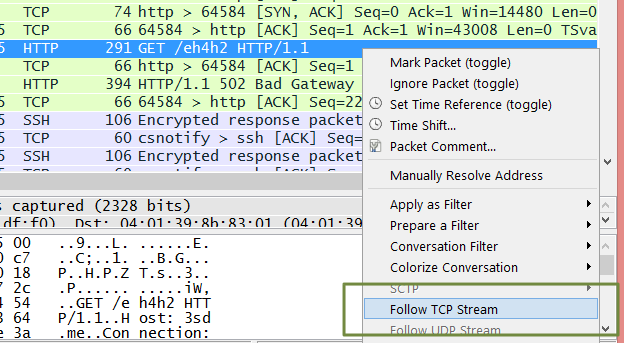 TCP 74 http > 64584 [SYN, ACK] Seq=0 Ack=1 Win=14480 Len=0
5 TCP 66 64584 > http [ACK] Seq=1 Ack=1 Win=43008 Len=0 TSva
5 HTTP 291 GET /eh4h2 HTTP/1.1
TCP 66 http > 64584 [ACK] Seq=1
HTTP 394 HTTP/1.1 502 Bad Gateway
5 TCP 66 64584 > http [ACK] Seq=22
5 SSH 106 Encrypted response packet
TCP 60 csnotify > ssh [ACK] Seq=
5 SSH 106 Encrypted response packet
TCP 60 csnotify > ssh [ACK] Seq
Mark Packet (toggle)
Ignore Packet (toggle)
Set Time Reference (toggle)
Time Shift...
Packet Comment...
Manually Resolve Address
Apply as Filter
Prepare a Filter
Conversation Filter
Colorize Conversation
SCTP
Follow TCP Stream
Follow UDP Stream
s captured (2328 bits)
df:f0), Dst: 04:01:39:8b:83:01 (04:01:39
5 00 ..9...L. ......E.
0 c7 ..C;..1. ..B.G...
0 18 P..H.P.Z T.s..3..
7 2c .P...... .....iW,
4 54 ..GET /e h4h2 HTT
3 64 P/1.1..H ost: 3sd
e 3a .me..Con nection: